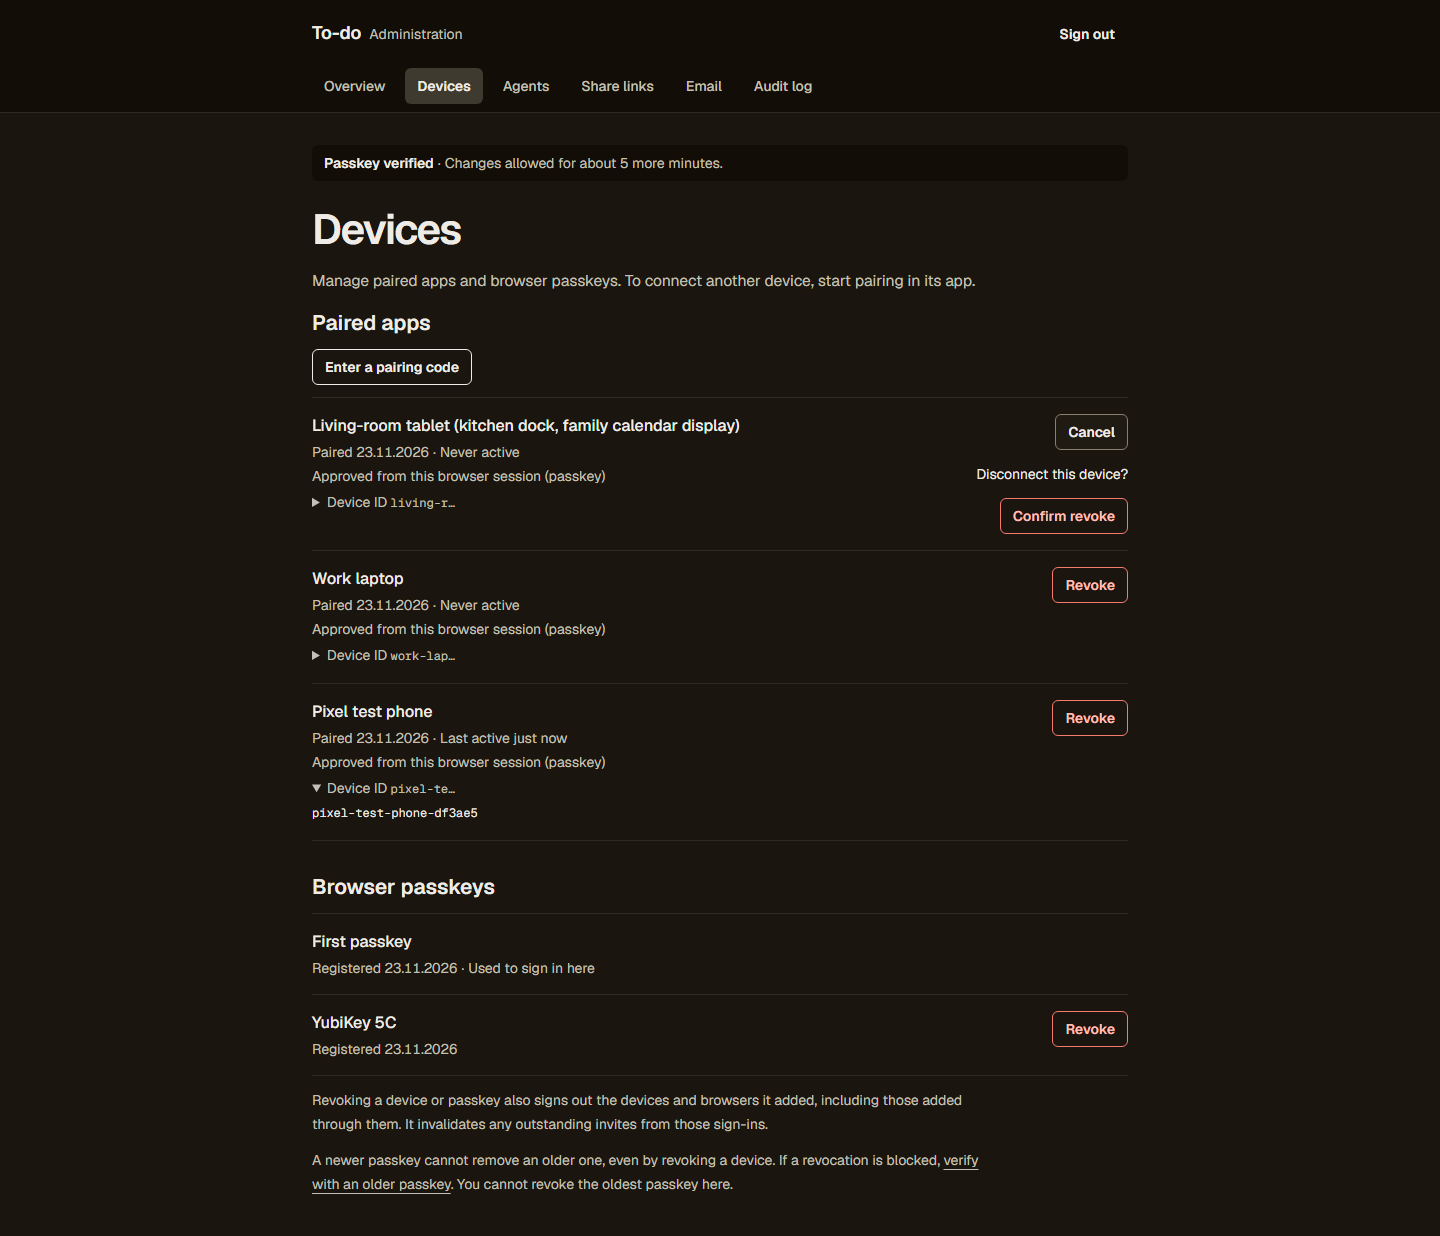 To-do Administration
Sign out
Overview
Devices
Agents
Share links
Email
Audit log
Passkey verified · Changes allowed for about 5 more minutes.
Devices
Manage paired apps and browser passkeys. To connect another device, start pairing in its app.
Paired apps
Enter a pairing code
Living-room tablet (kitchen dock, family calendar display)
Paired 23.11.2026 · Never active
Approved from this browser session (passkey)
Device ID living-r…
Cancel
Disconnect this device?
Confirm revoke
Work laptop
Paired 23.11.2026 · Never active
Approved from this browser session (passkey)
Device ID work-lap…
Revoke
Pixel test phone
Paired 23.11.2026 · Last active just now
Approved from this browser session (passkey)
Device ID pixel-te…
pixel-test-phone-df3ae5
Revoke
Browser passkeys
First passkey
Registered 23.11.2026 · Used to sign in here
YubiKey 5C
Registered 23.11.2026
Revoke
Revoking a device or passkey also signs out the devices and browsers it added, including those added
through them. It invalidates any outstanding invites from those sign-ins.
A newer passkey cannot remove an older one, even by revoking a device. If a revocation is blocked, verify
with an older passkey. You cannot revoke the oldest passkey here.